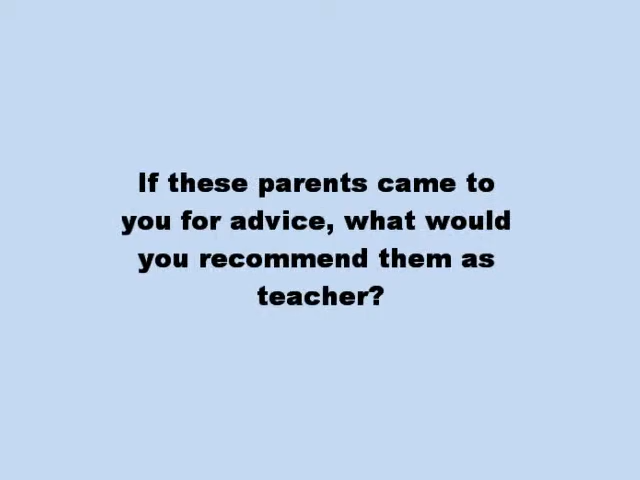 If these parents came to
you for advice, what would
you recommend them as
teacher?